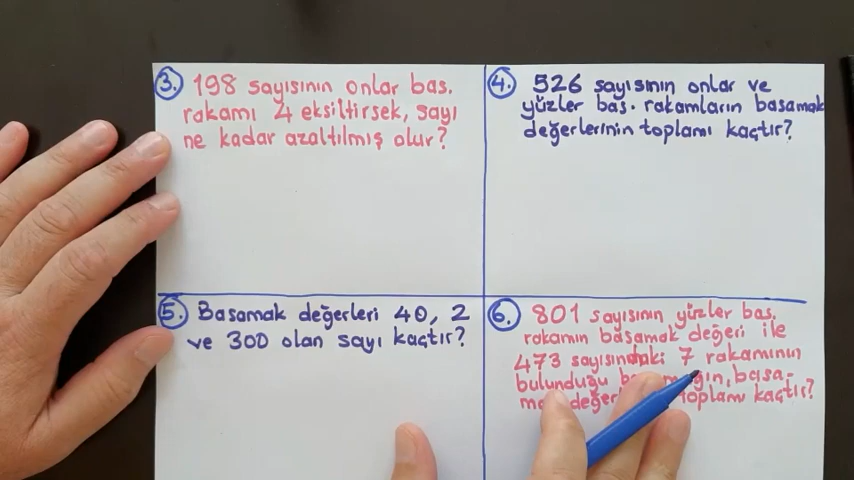 3. 198 sayısının onlar bas.
rakamı 4 eksiltirsek, sayı
ne kadar azaltılmış olur?
4. 526 sayısının onlar ve
yüzler bas. rakamların basamak
değerlerinin toplamı kaçtır?
5. Basamak değerleri 40, 2
ve 300 olan sayı kaçtır?
6. 801 sayısının yüzler bas.
rakamın basamak değeri ile
473 sayısındaki 7 rakamının
bulunduğu basa-
toplamı kaçtır?